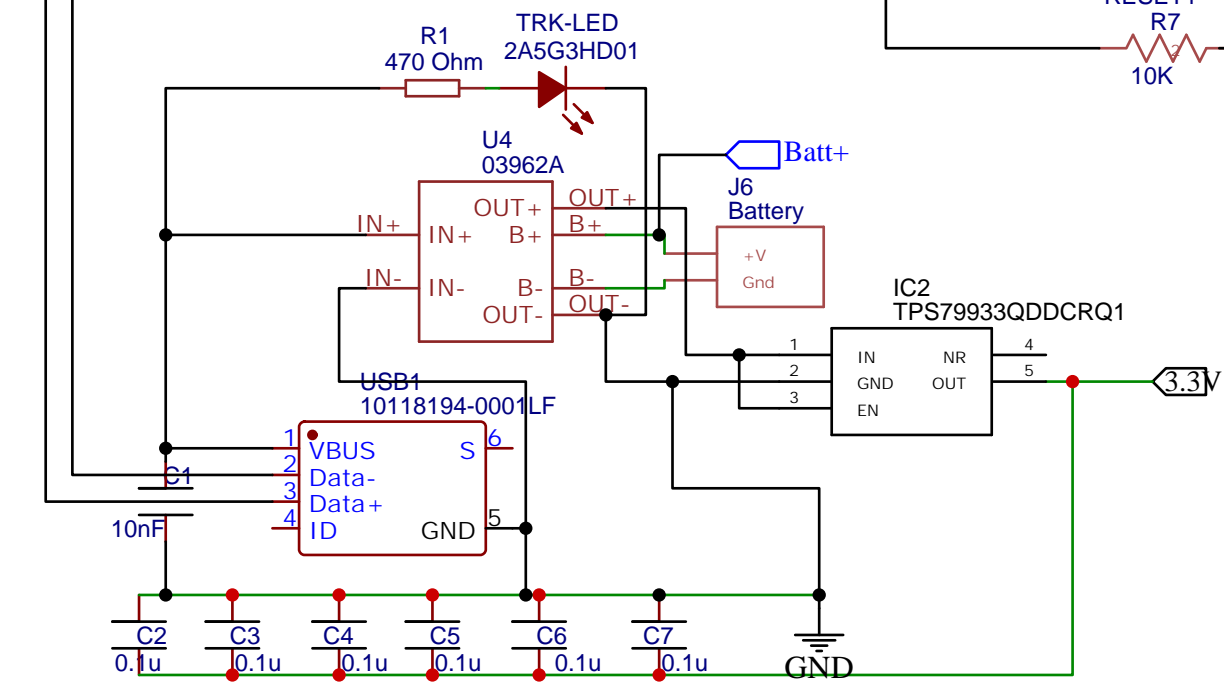 R7
2
10K
TRK-LED
2A5G3HD01
R1
470 Ohm
U4
03962A
Batt+
J6
Battery
OUT+ OUT+
IN+ IN+ B+ B+
+V
IN- IN- B- B-
Gnd
OUT- OUT-
IC2
TPS79933QDDCRQ1
1 IN NR 4
2 GND OUT 5
3 EN
3.3V
USB1
10118194-0001LF
1 VBUS S 6
2 Data-
3 Data+
4 ID GND 5
C1
10nF
C2 C3 C4 C5 C6 C7
0.1u 0.1u 0.1u 0.1u 0.1u 0.1u
GND